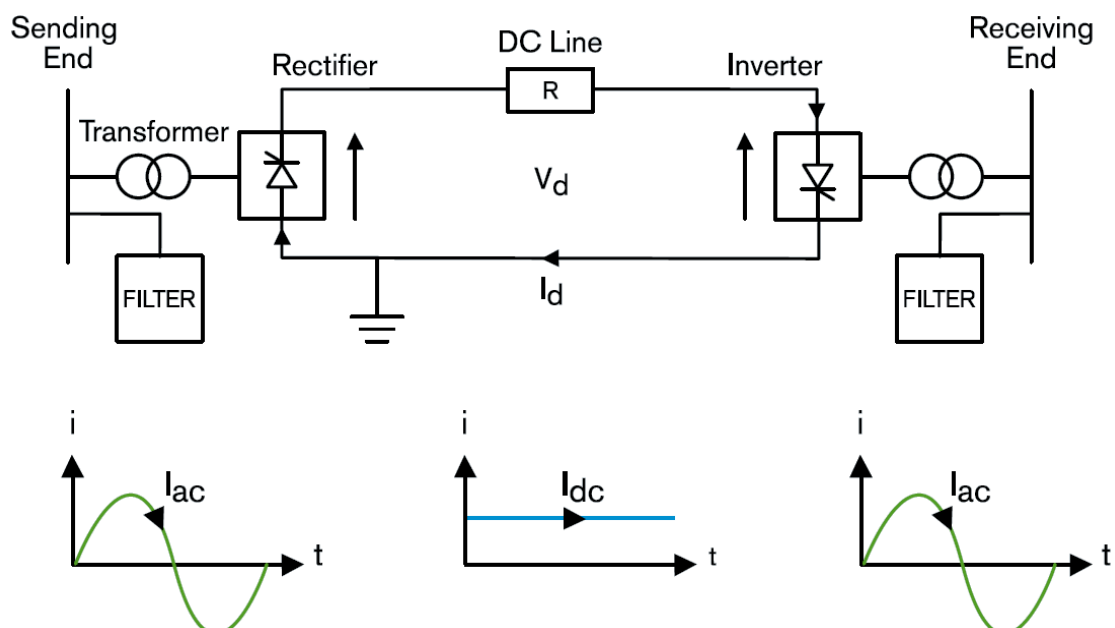 Sending
End
Transformer
Rectifier
DC Line
R
Inverter
Receiving
End
Vd
Id
FILTER
FILTER
i
Iac
t
i
Idc
t
i
Iac
t